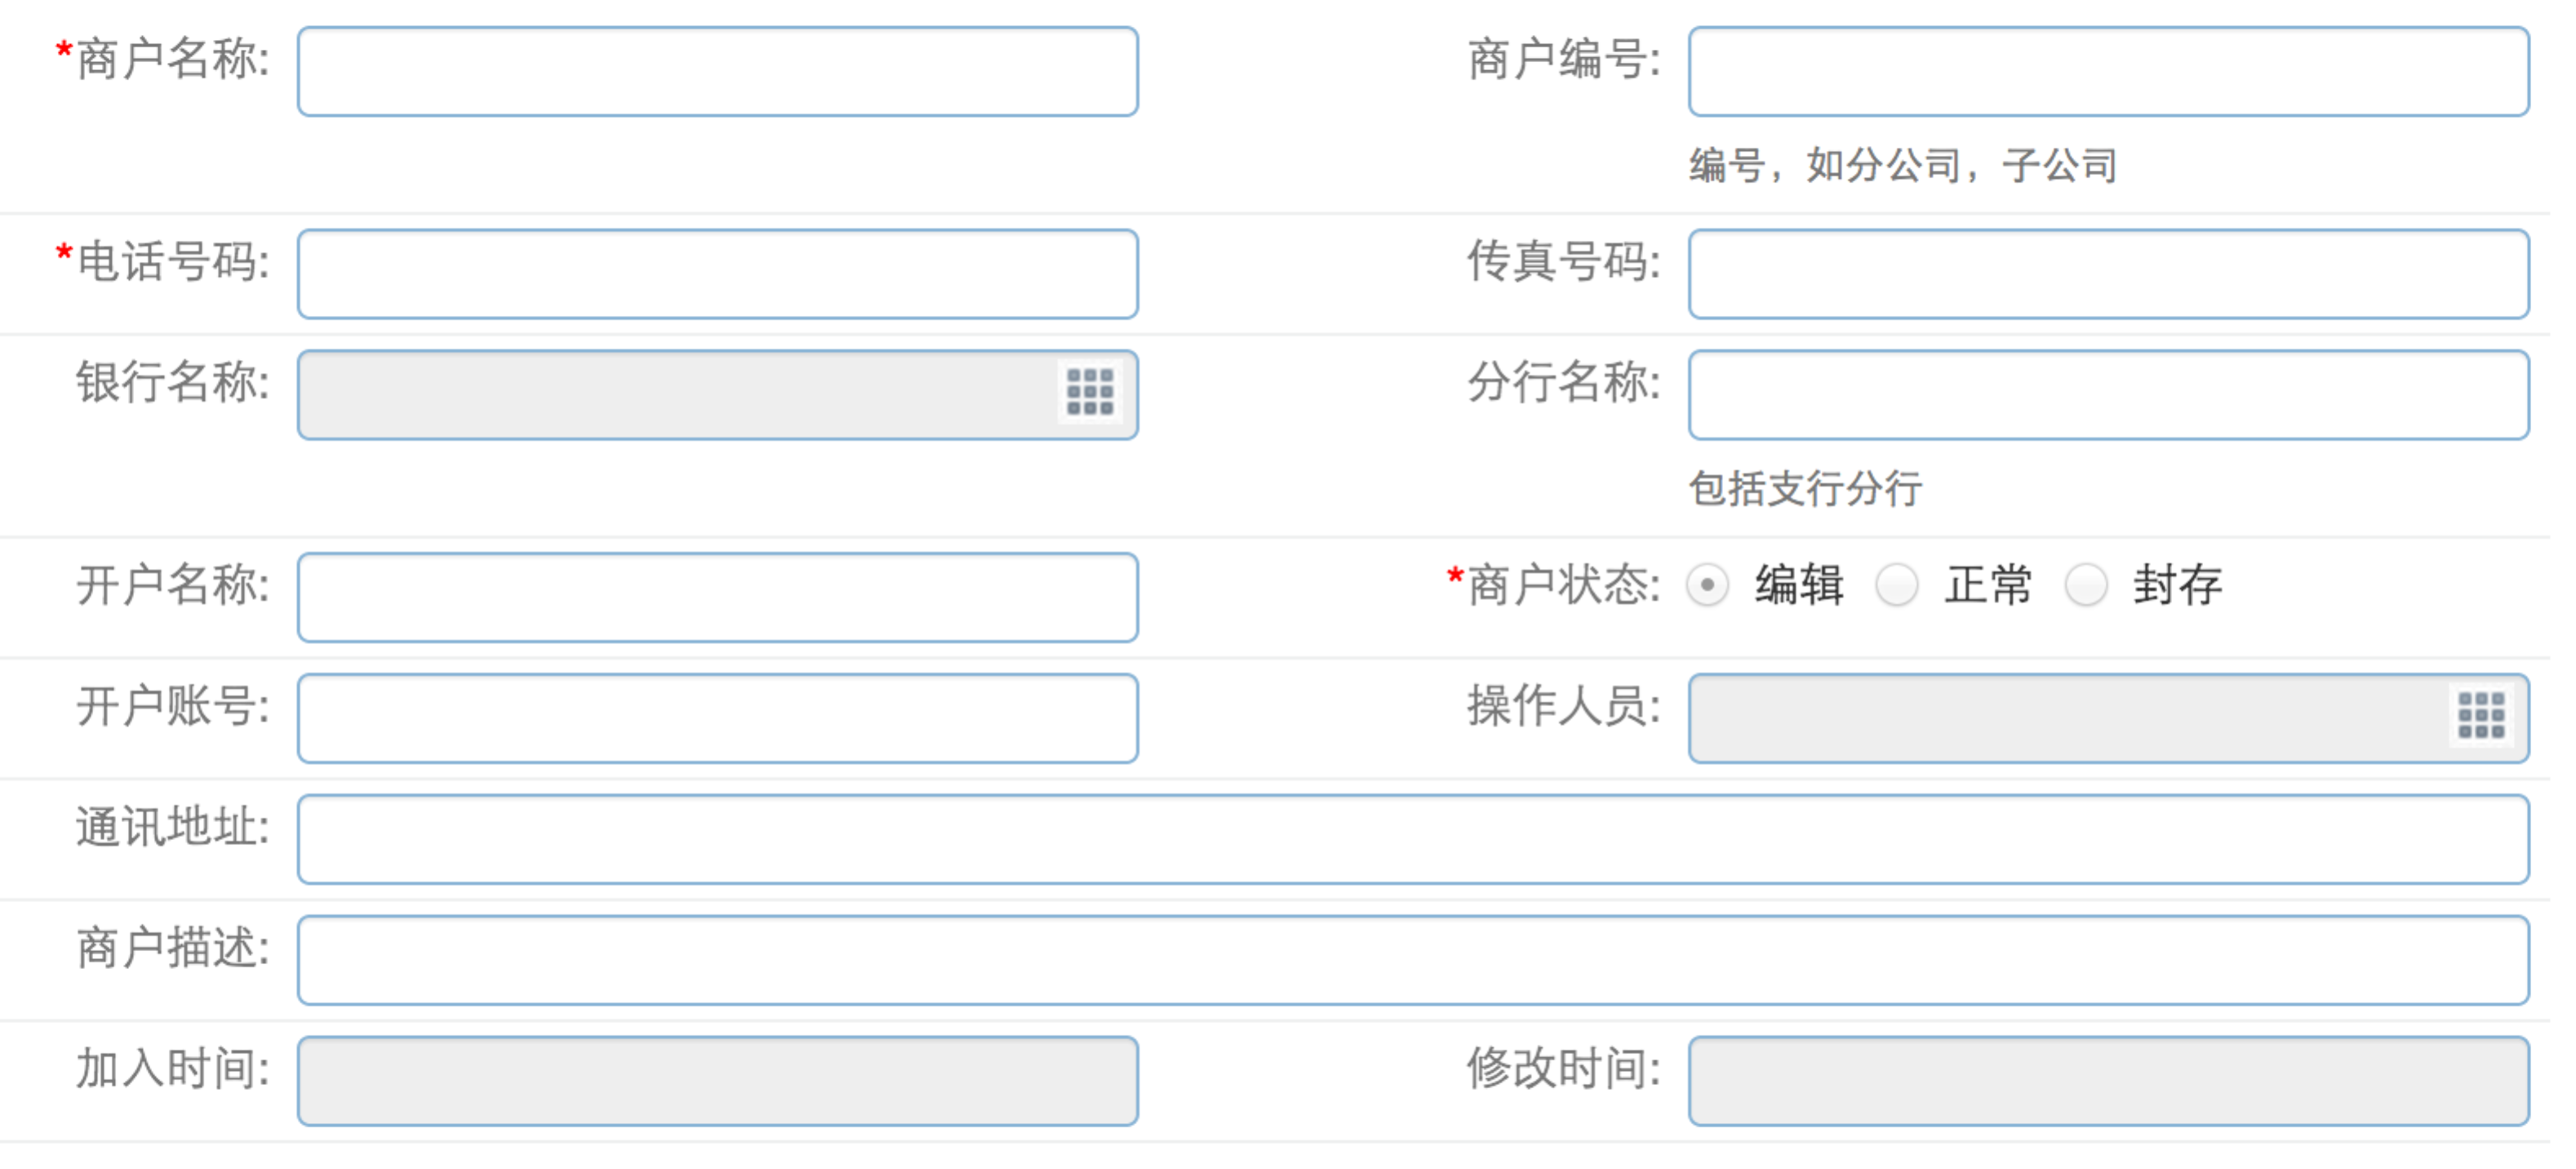 *商户名称: 商户编号:
编号，如分公司，子公司
*电话号码: 传真号码:
银行名称: 分行名称:
包括支行分行
开户名称: *商户状态: 编辑 正常 封存
开户账号: 操作人员:
通讯地址:
商户描述:
加入时间: 修改时间: